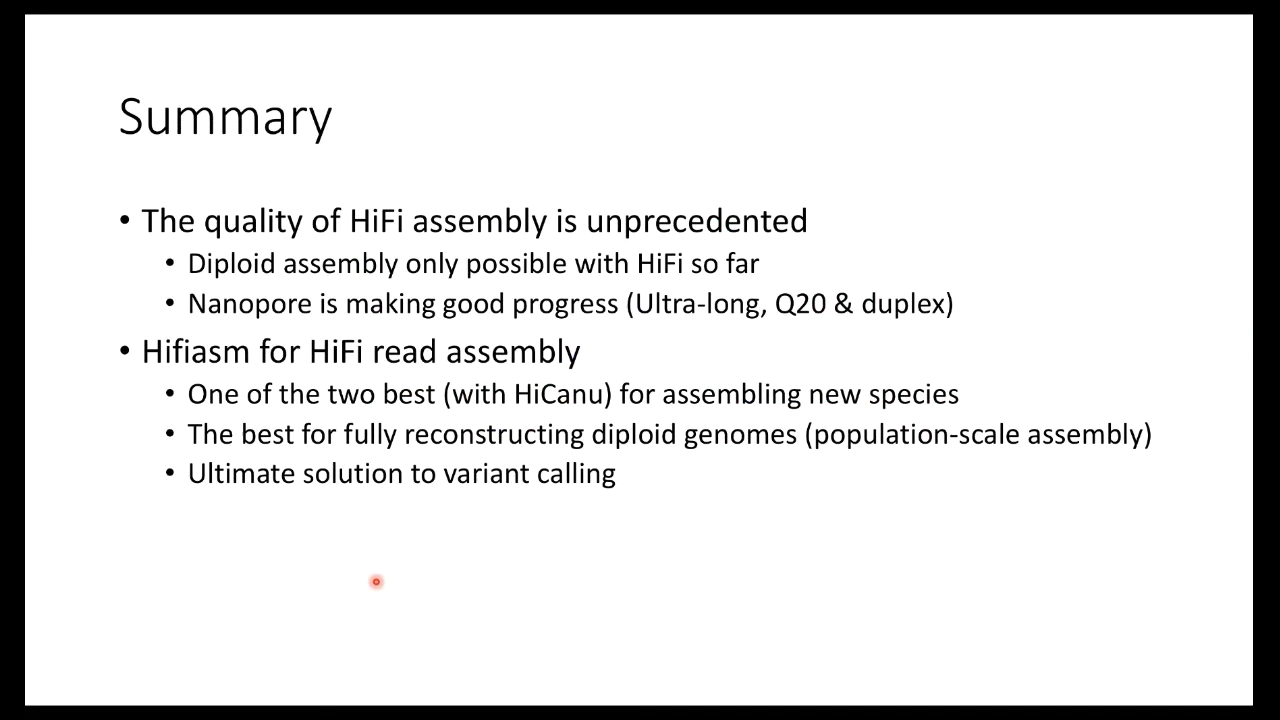 Summary
• The quality of HiFi assembly is unprecedented
• Diploid assembly only possible with HiFi so far
• Nanopore is making good progress (Ultra-long, Q20 & duplex)
• Hifiasm for HiFi read assembly
• One of the two best (with HiCanu) for assembling new species
• The best for fully reconstructing diploid genomes (population-scale assembly)
• Ultimate solution to variant calling